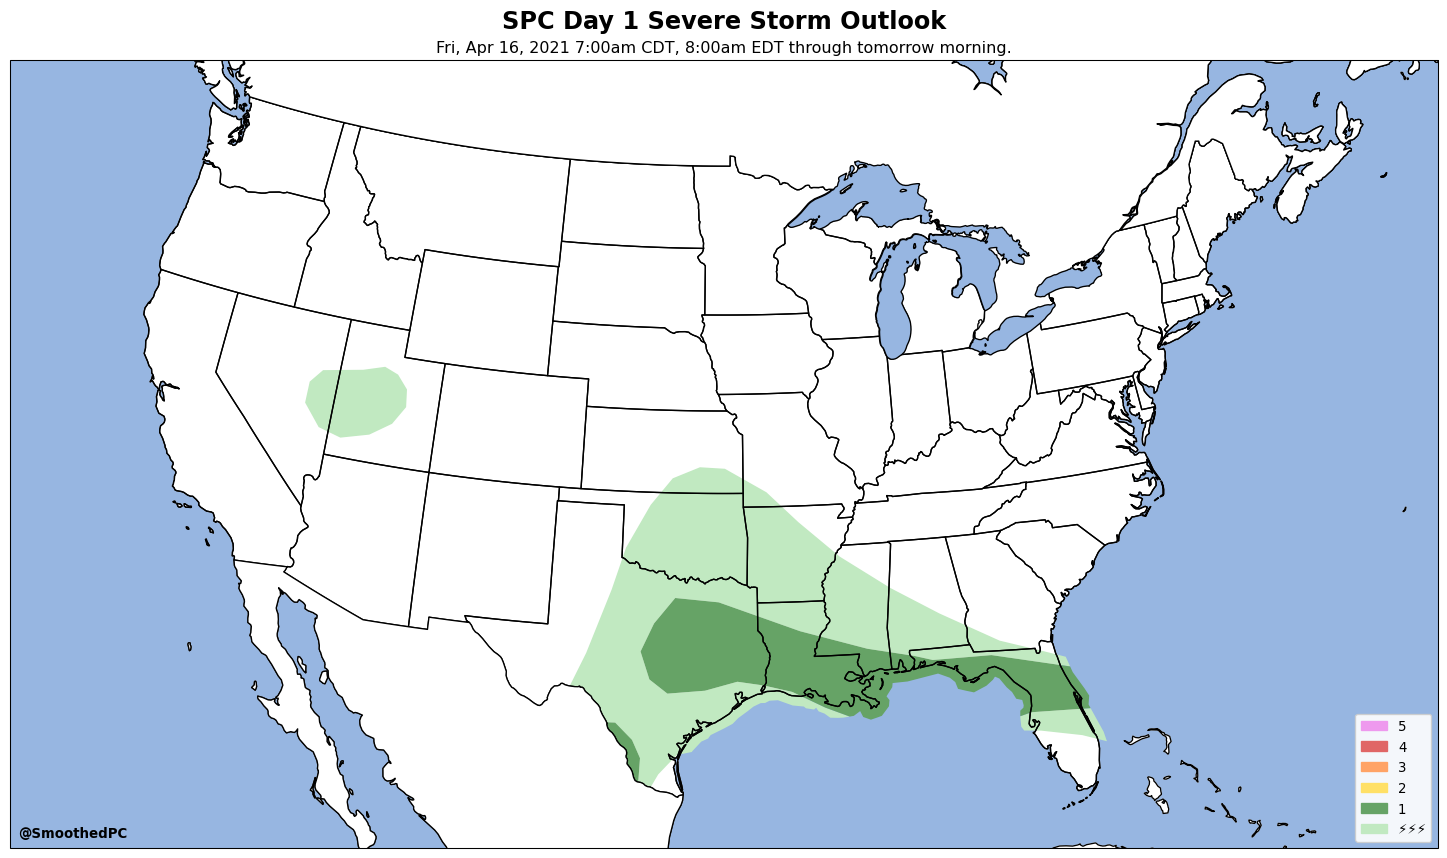 SPC Day 1 Severe Storm Outlook
Fri, Apr 16, 2021 7:00am CDT, 8:00am EDT through tomorrow morning.
5
4
3
2
1
⚡⚡⚡
@SmoothedPC